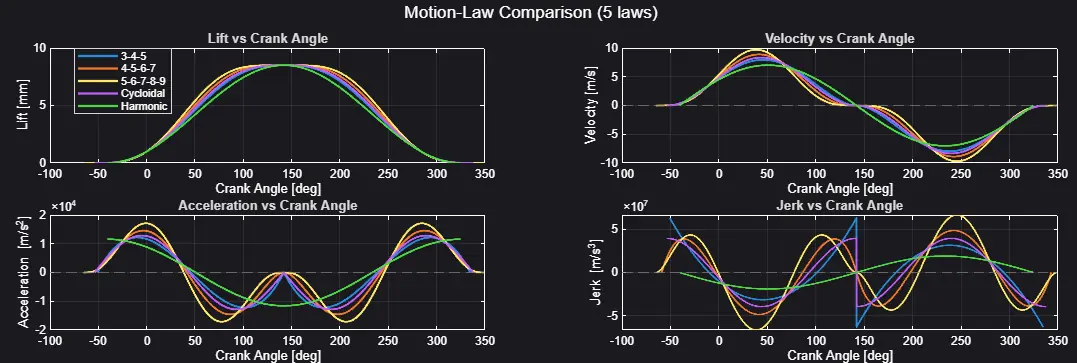 Motion-Law Comparison (5 laws)
Lift vs Crank Angle
10
5
0
Lift [mm]
3-4-5
4-5-6-7
5-6-7-8-9
Cycloidal
Harmonic
-100 -50 0 50 100 150 200 250 300 350
Crank Angle [deg]
Velocity vs Crank Angle
10
5
0
-5
-10
Velocity [m/s]
-100 -50 0 50 100 150 200 250 300 350
Crank Angle [deg]
Acceleration vs Crank Angle
×10⁴
2
1
0
-1
-2
Acceleration [m/s²]
-100 -50 0 50 100 150 200 250 300 350
Crank Angle [deg]
Jerk vs Crank Angle
×10⁷
5
0
-5
Jerk [m/s³]
-100 -50 0 50 100 150 200 250 300 350
Crank Angle [deg]